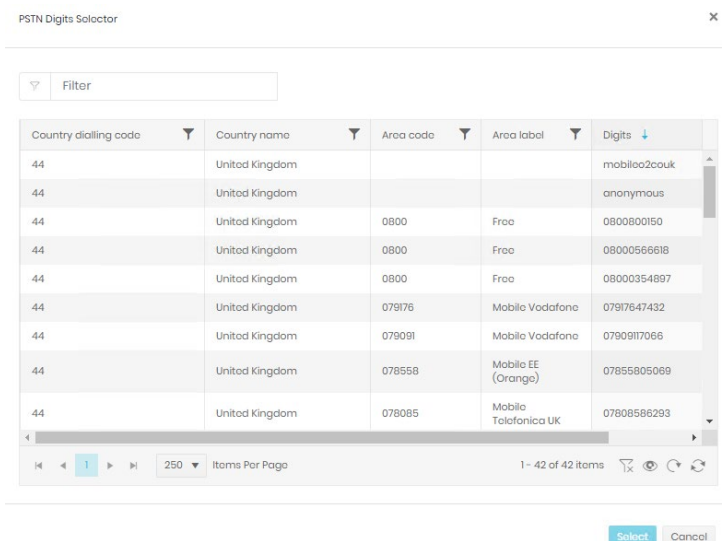 PSTN Digits Selector
Filter
Country dialling code Country name Area code Area label Digits
44 United Kingdom mobileo2couk
44 United Kingdom anonymous
44 United Kingdom 0800 Free 0800800150
44 United Kingdom 0800 Free 08000566618
44 United Kingdom 0800 Free 08000354897
44 United Kingdom 079176 Mobile Vodafone 07917647432
44 United Kingdom 079091 Mobile Vodafone 07909117066
44 United Kingdom 078558 Mobile EE
(Orange) 07855805069
44 United Kingdom 078085 Mobile
Telefonica UK 07808586293
1 250 Items Per Page 1 - 42 of 42 items
Select Cancel